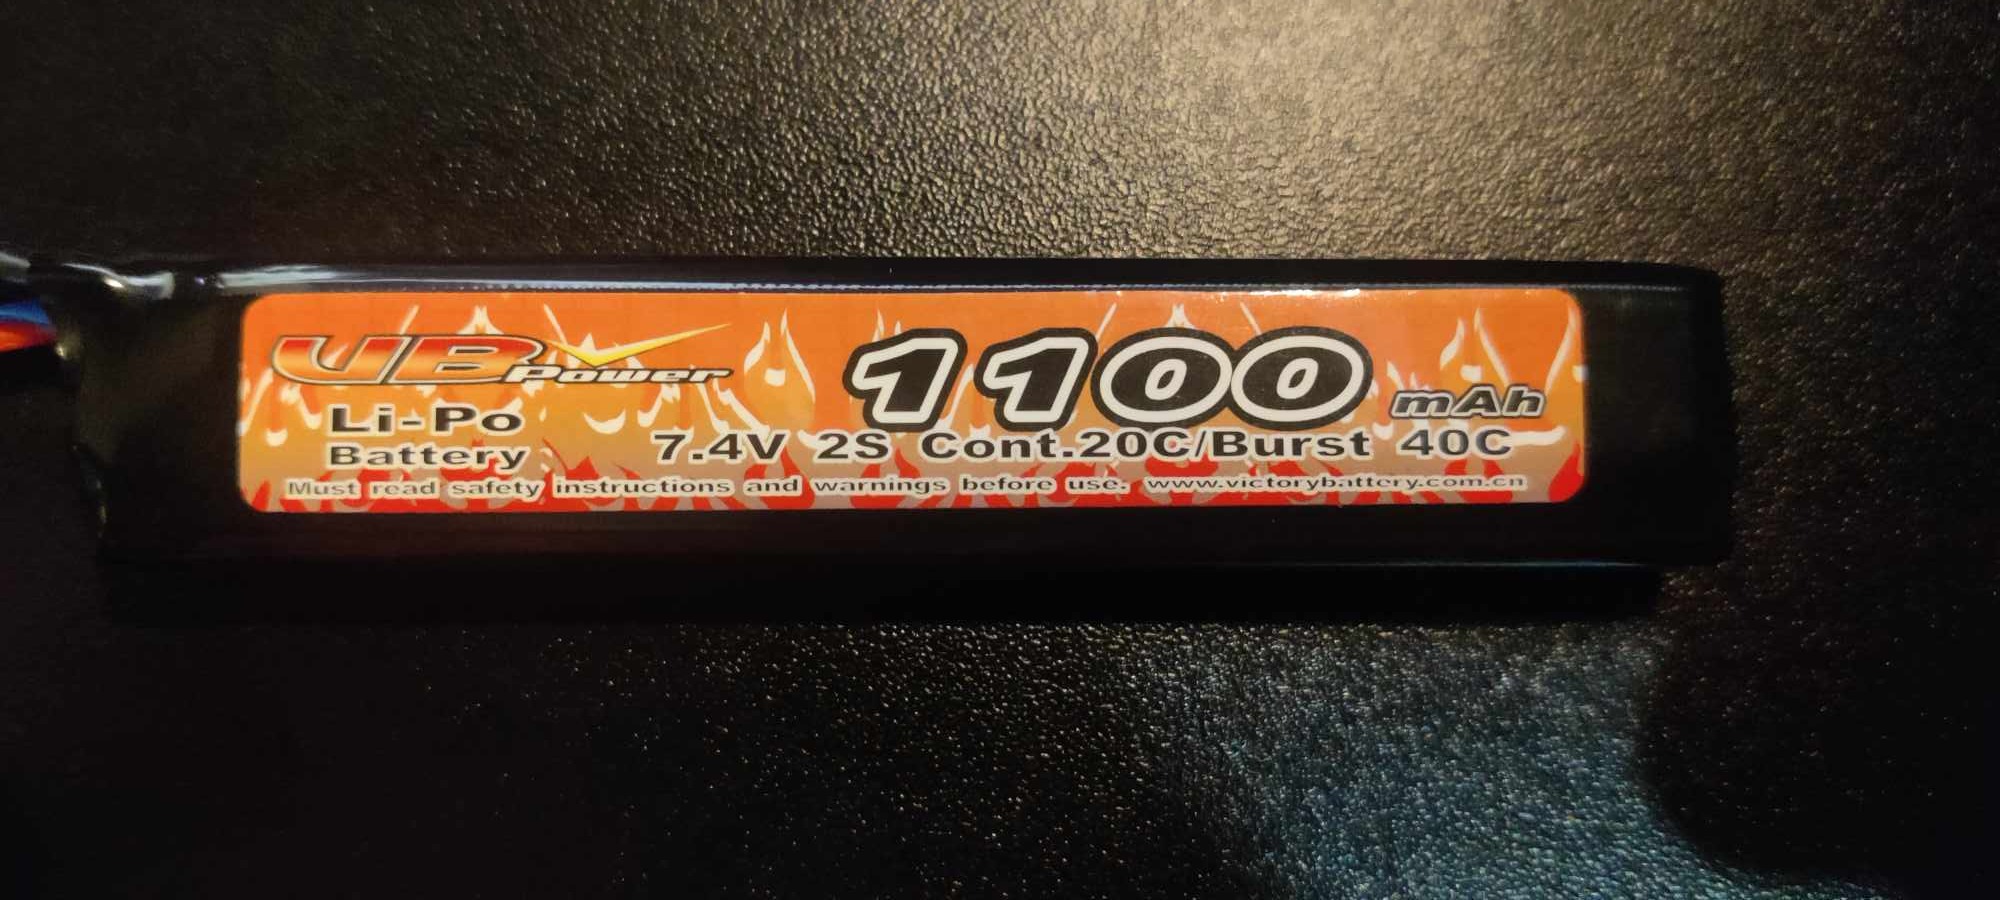 VB Power
1100 mAh
Li-Po
Battery
7.4V 2S Cont.20C/Burst 40C
Must read safety instructions and warnings before use. www.victorybattery.com.cn